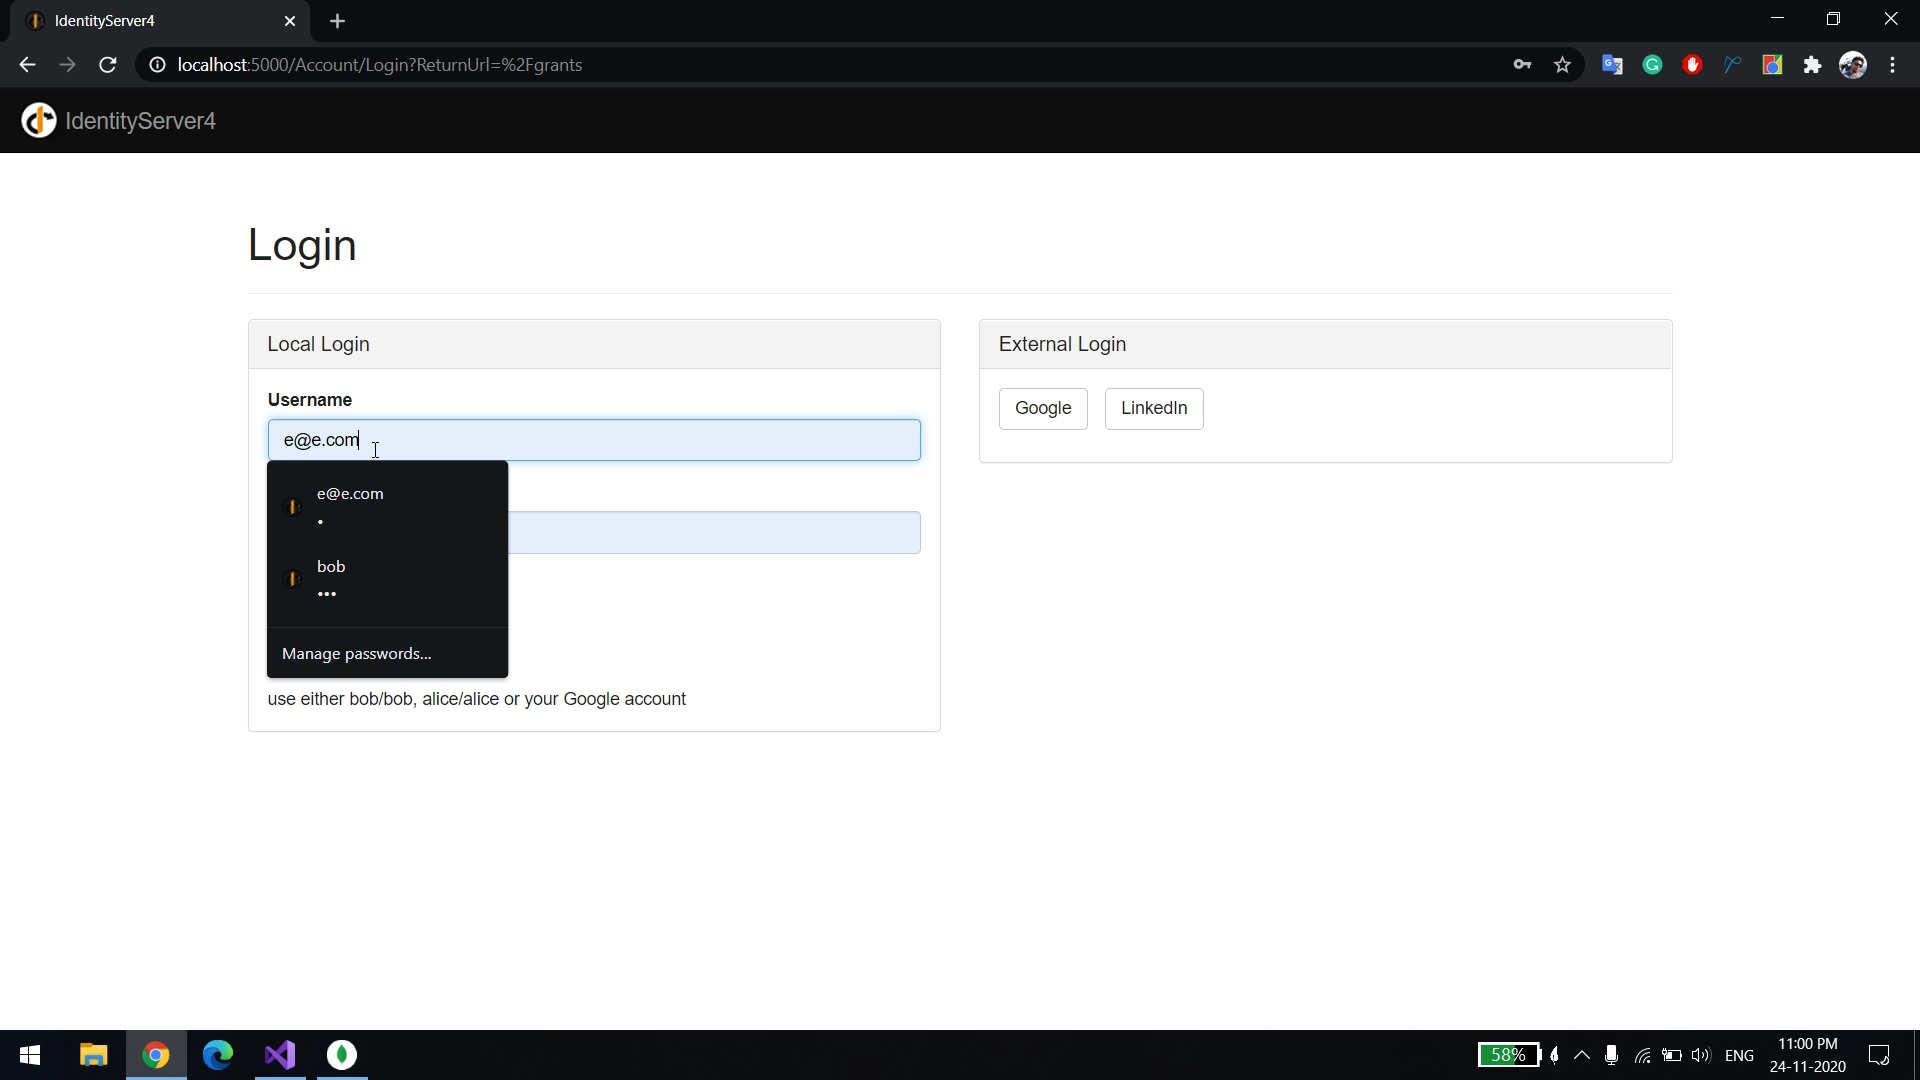 IdentityServer4
localhost:5000/Account/Login?ReturnUrl=%2Fgrants
IdentityServer4
Login
Local Login
External Login
Username
Google
LinkedIn
e@e.com
e@e.com
•
bob
•••
Manage passwords...
use either bob/bob, alice/alice or your Google account
58%
ENG
11:00 PM
24-11-2020